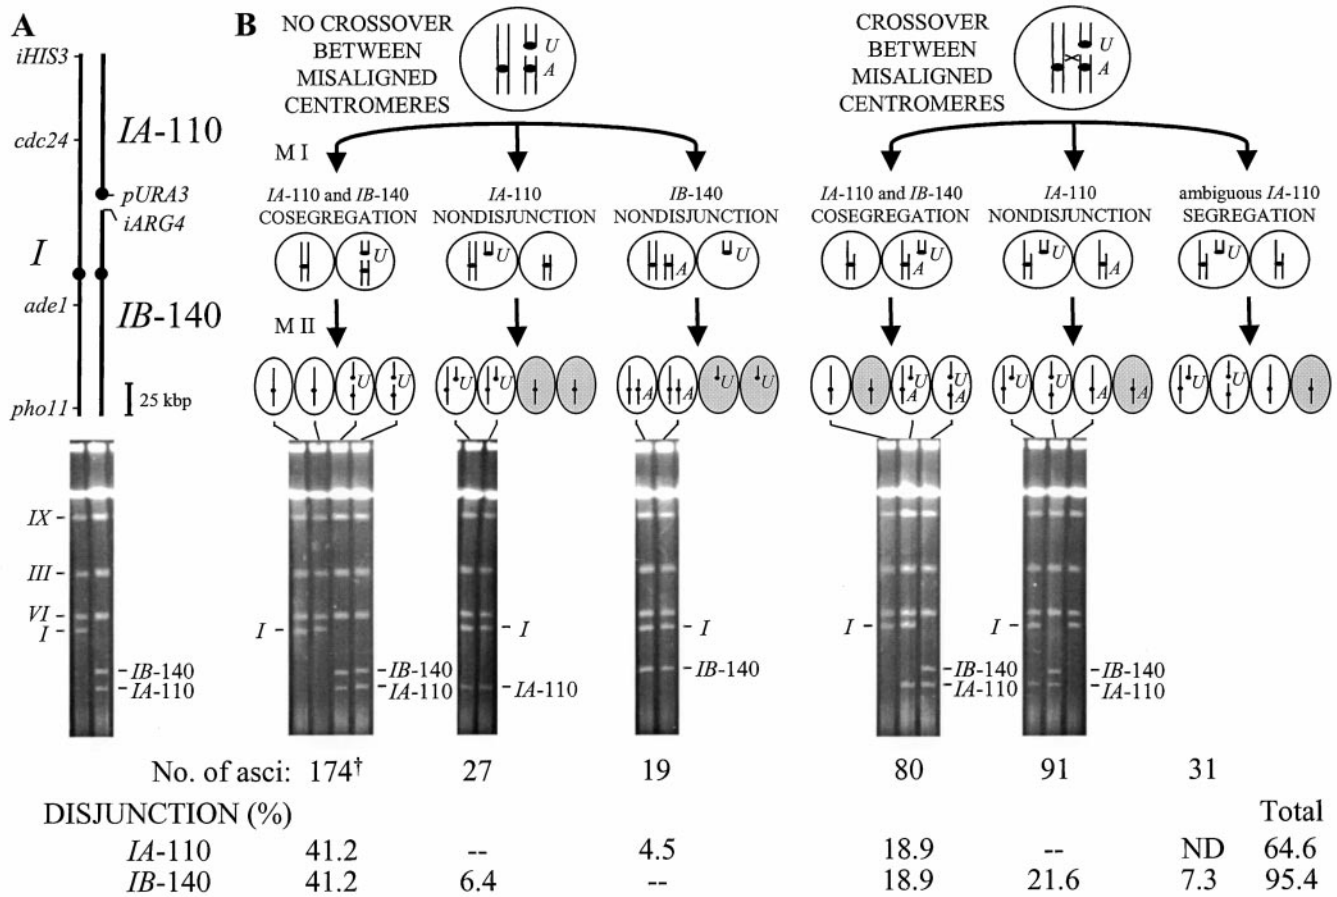 A
iHIS3
cdc24
IA-110
pURA3
iARG4
I
ade1
IB-140
pho11
25 kbp
IX
III
VI
I
IB-140
IA-110
B
NO CROSSOVER
BETWEEN
MISALIGNED
CENTROMERES
U
A
CROSSOVER
BETWEEN
MISALIGNED
CENTROMERES
U
A
M I
IA-110 and IB-140
COSEGREGATION
IA-110
NONDISJUNCTION
IB-140
NONDISJUNCTION
IA-110 and IB-140
COSEGREGATION
IA-110
NONDISJUNCTION
ambiguous IA-110
SEGREGATION
U
U
A
U
U
A
U
A
U
M II
U
U
U
U
A
A
U
U
U
A
U
A
U
U
A
A
U
U
I
IB-140
IA-110
I
IA-110
I
IB-140
I
IB-140
IA-110
I
IB-140
IA-110
No. of asci: 174† 27 19 80 91 31
DISJUNCTION (%) Total
IA-110 41.2 -- 4.5 18.9 -- ND 64.6
IB-140 41.2 6.4 -- 18.9 21.6 7.3 95.4